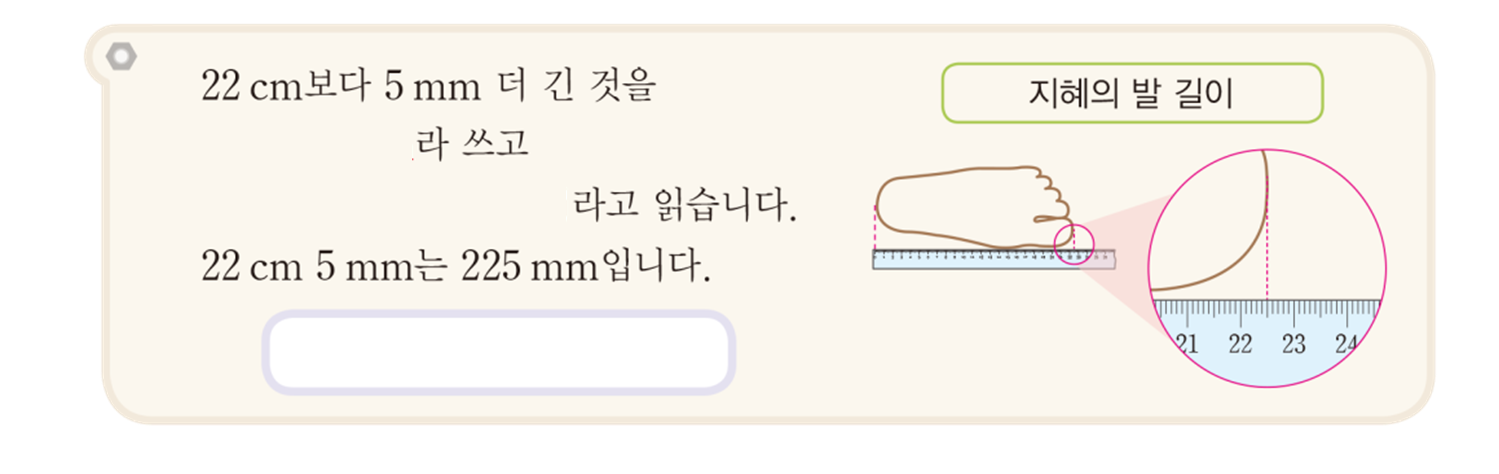 22 cm보다 5 mm 더 긴 것을
라 쓰고
라고 읽습니다.
22 cm 5 mm는 225 mm입니다.
지혜의 발 길이
21 22 23 24